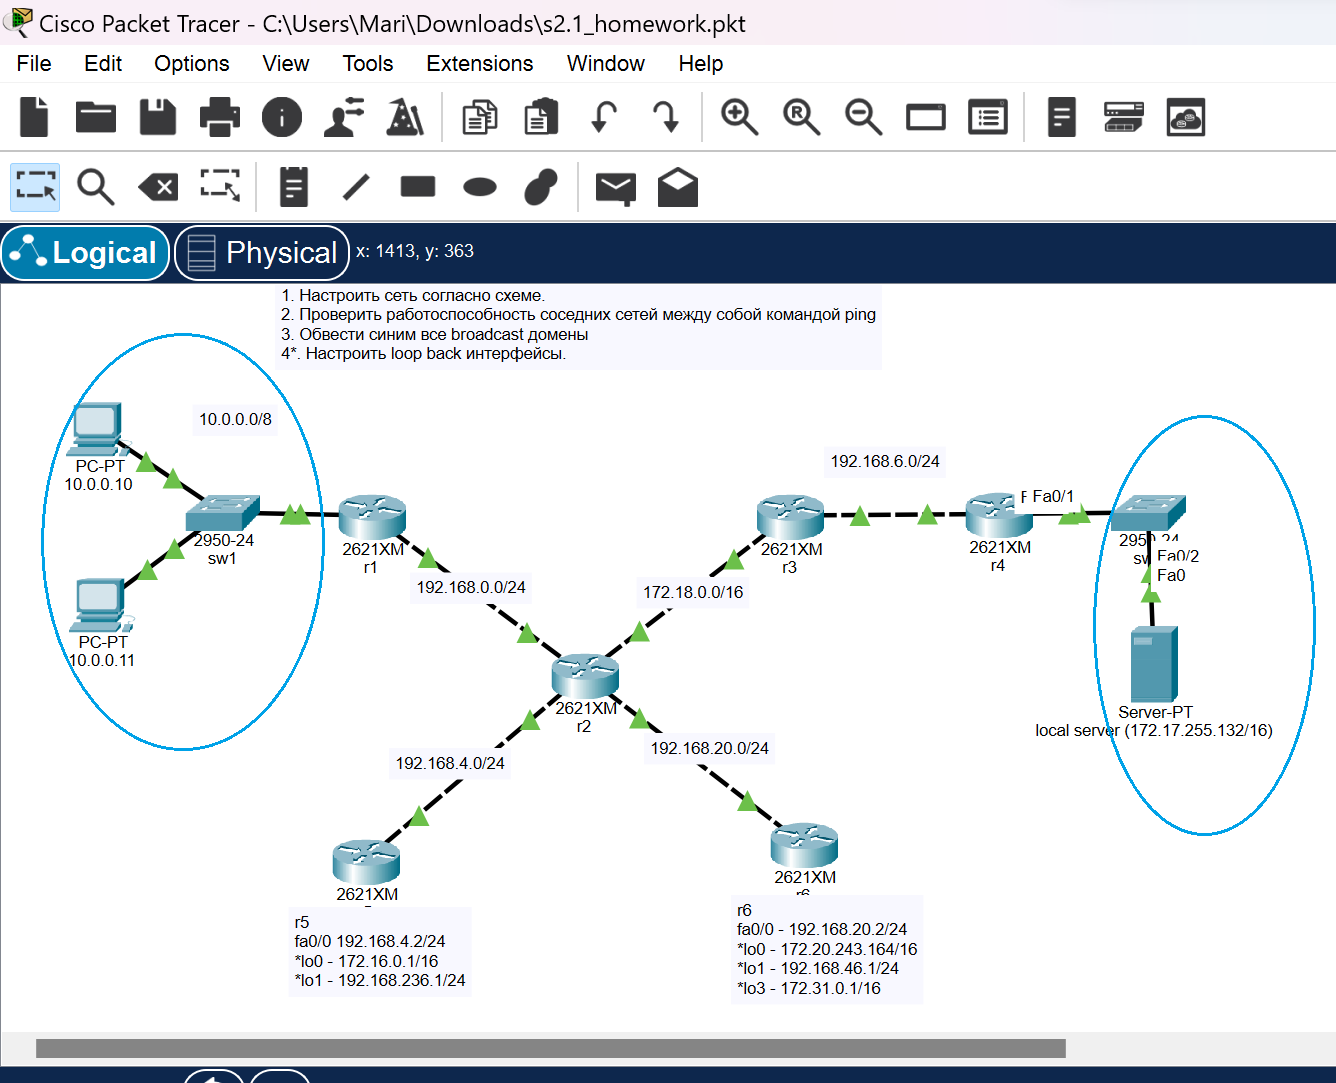 Cisco Packet Tracer - C:\Users\Mari\Downloads\s2.1_homework.pkt
File Edit Options View Tools Extensions Window Help
Logical Physical x: 1413, y: 363
1. Настроить сеть согласно схеме.
2. Проверить работоспособность соседних сетей между собой командой ping
3. Обвести синим все broadcast домены
4*. Настроить loop back интерфейсы.
10.0.0.0/8
PC-PT
10.0.0.10
2950-24
sw1
PC-PT
10.0.0.11
2621XM
r1
192.168.0.0/24
172.18.0.0/16
2621XM
r3
192.168.6.0/24
2621XM
r4
F Fa0/1
2950-24
sw
Fa0/2
Fa0
Server-PT
local server (172.17.255.132/16)
2621XM
r2
192.168.4.0/24
192.168.20.0/24
2621XM
r5
fa0/0 192.168.4.2/24
*lo0 - 172.16.0.1/16
*lo1 - 192.168.236.1/24
2621XM
r6
r6
fa0/0 - 192.168.20.2/24
*lo0 - 172.20.243.164/16
*lo1 - 192.168.46.1/24
*lo3 - 172.31.0.1/16